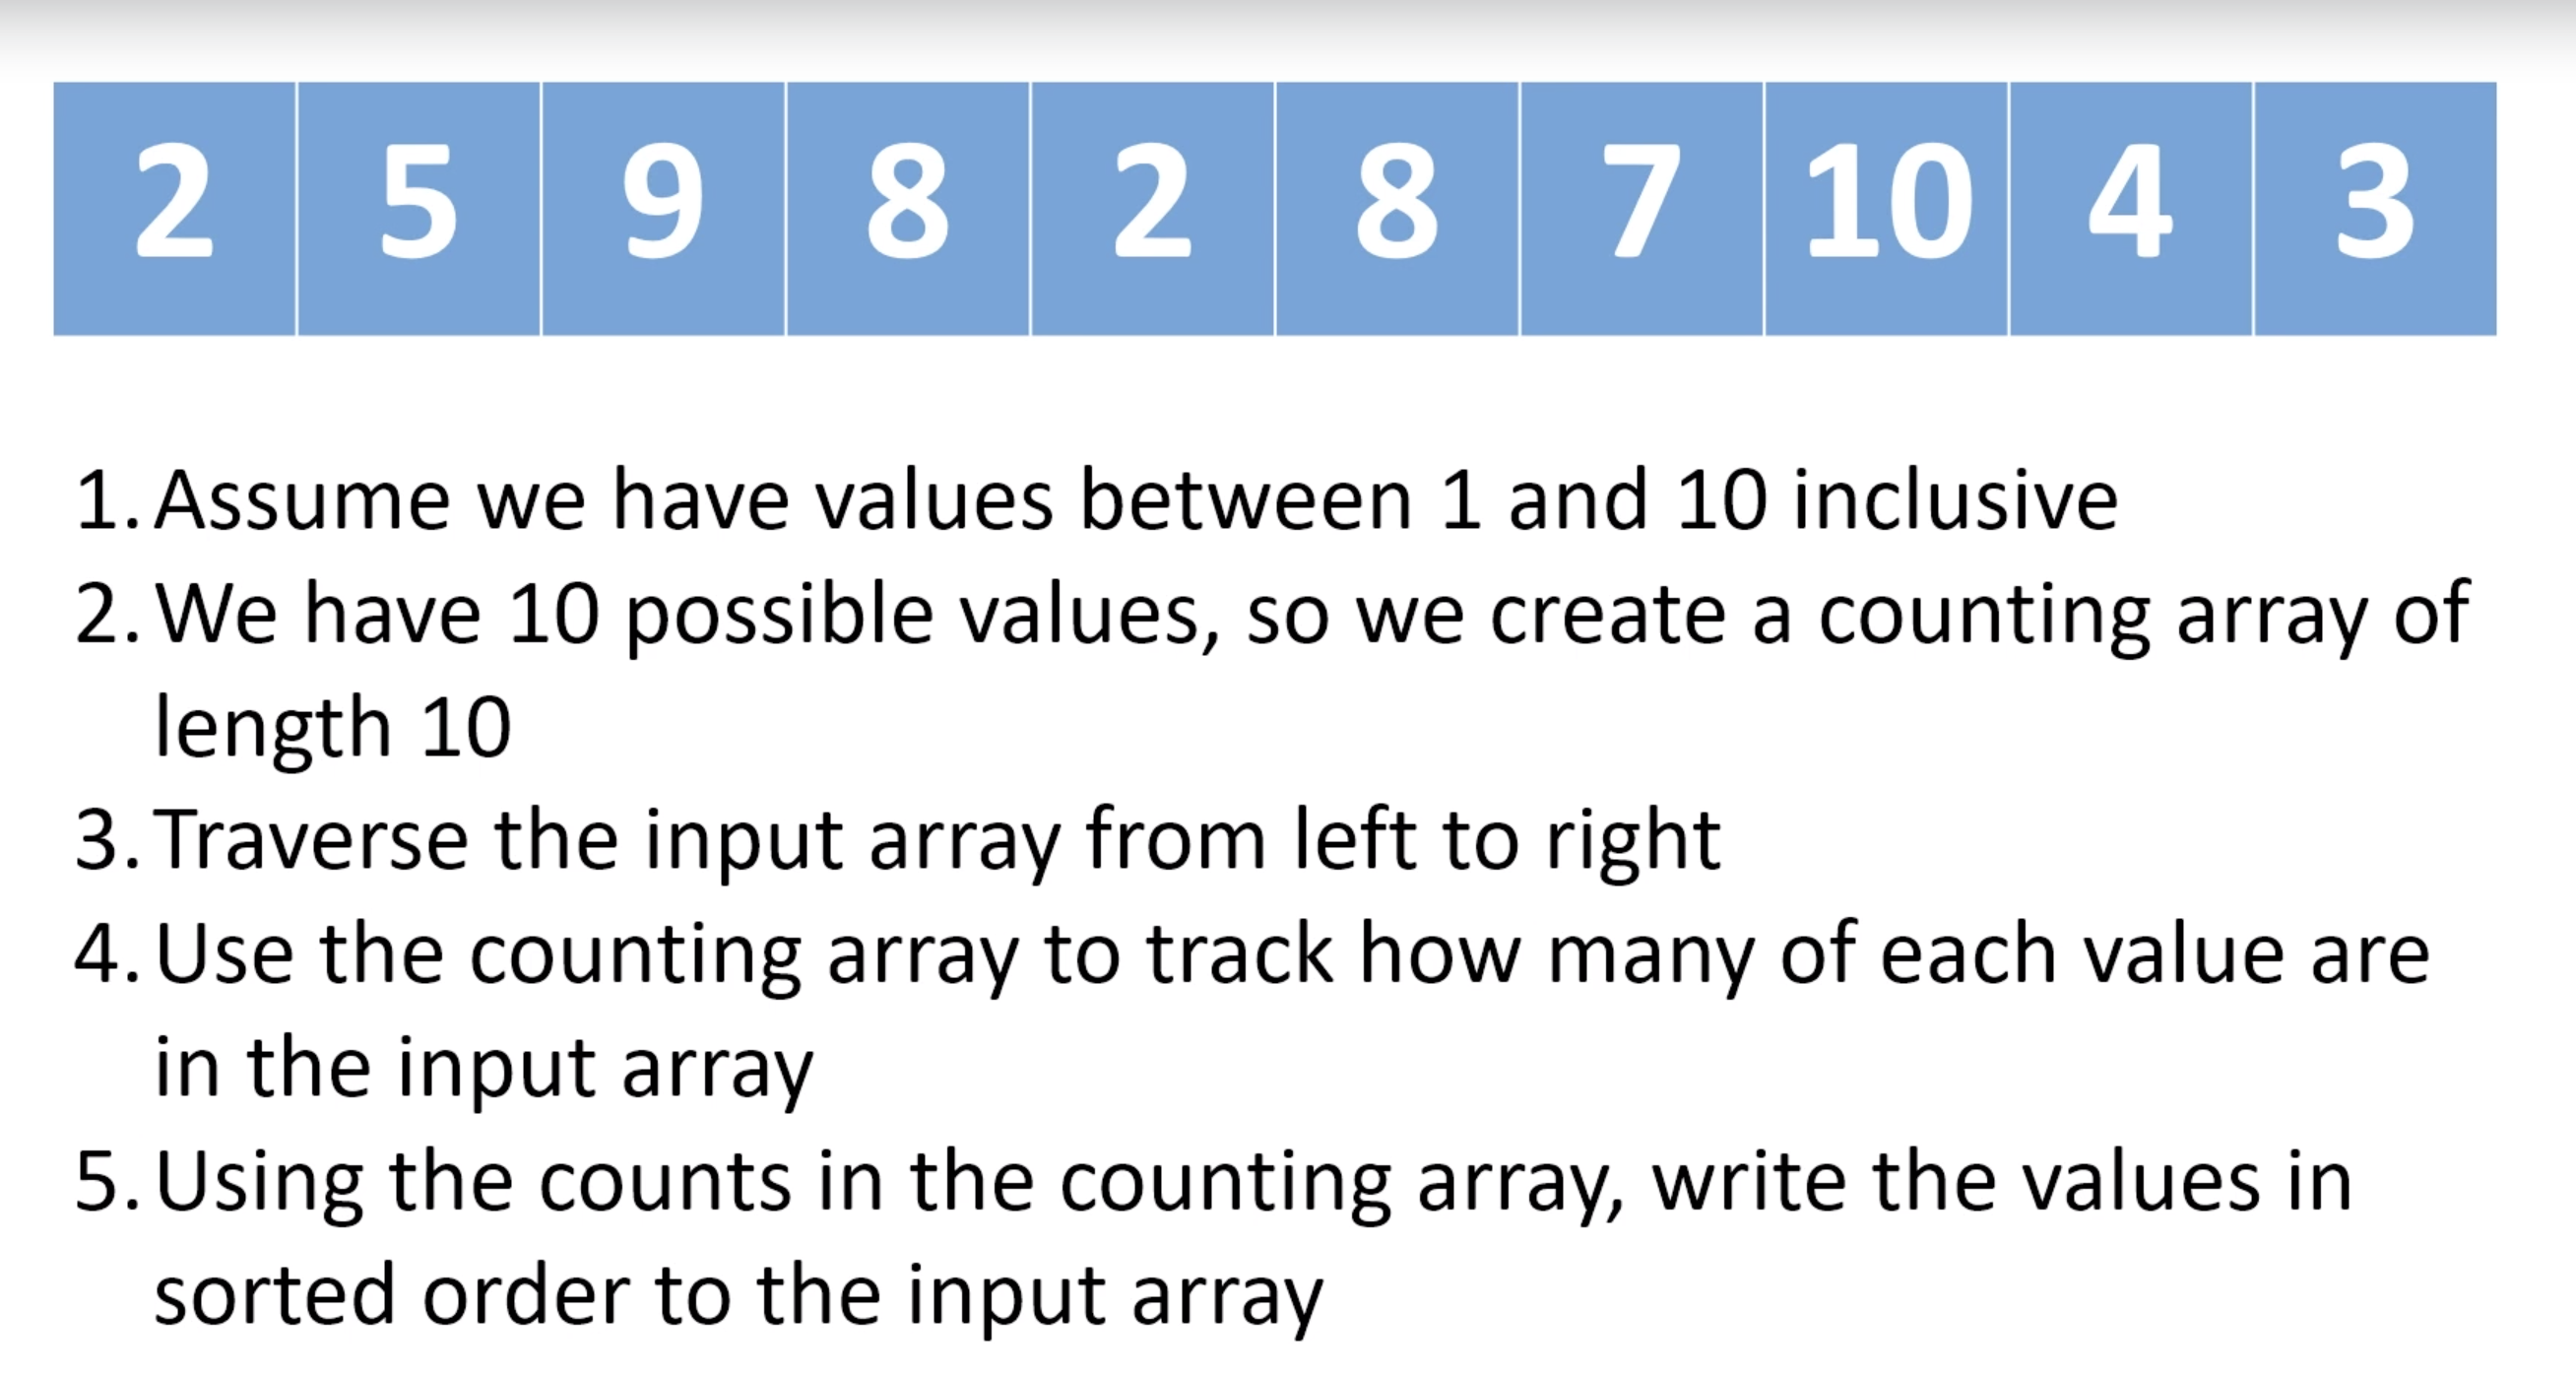 2 5 9 8 2 8 7 10 4 3
1. Assume we have values between 1 and 10 inclusive
2. We have 10 possible values, so we create a counting array of
length 10
3. Traverse the input array from left to right
4. Use the counting array to track how many of each value are
in the input array
5. Using the counts in the counting array, write the values in
sorted order to the input array